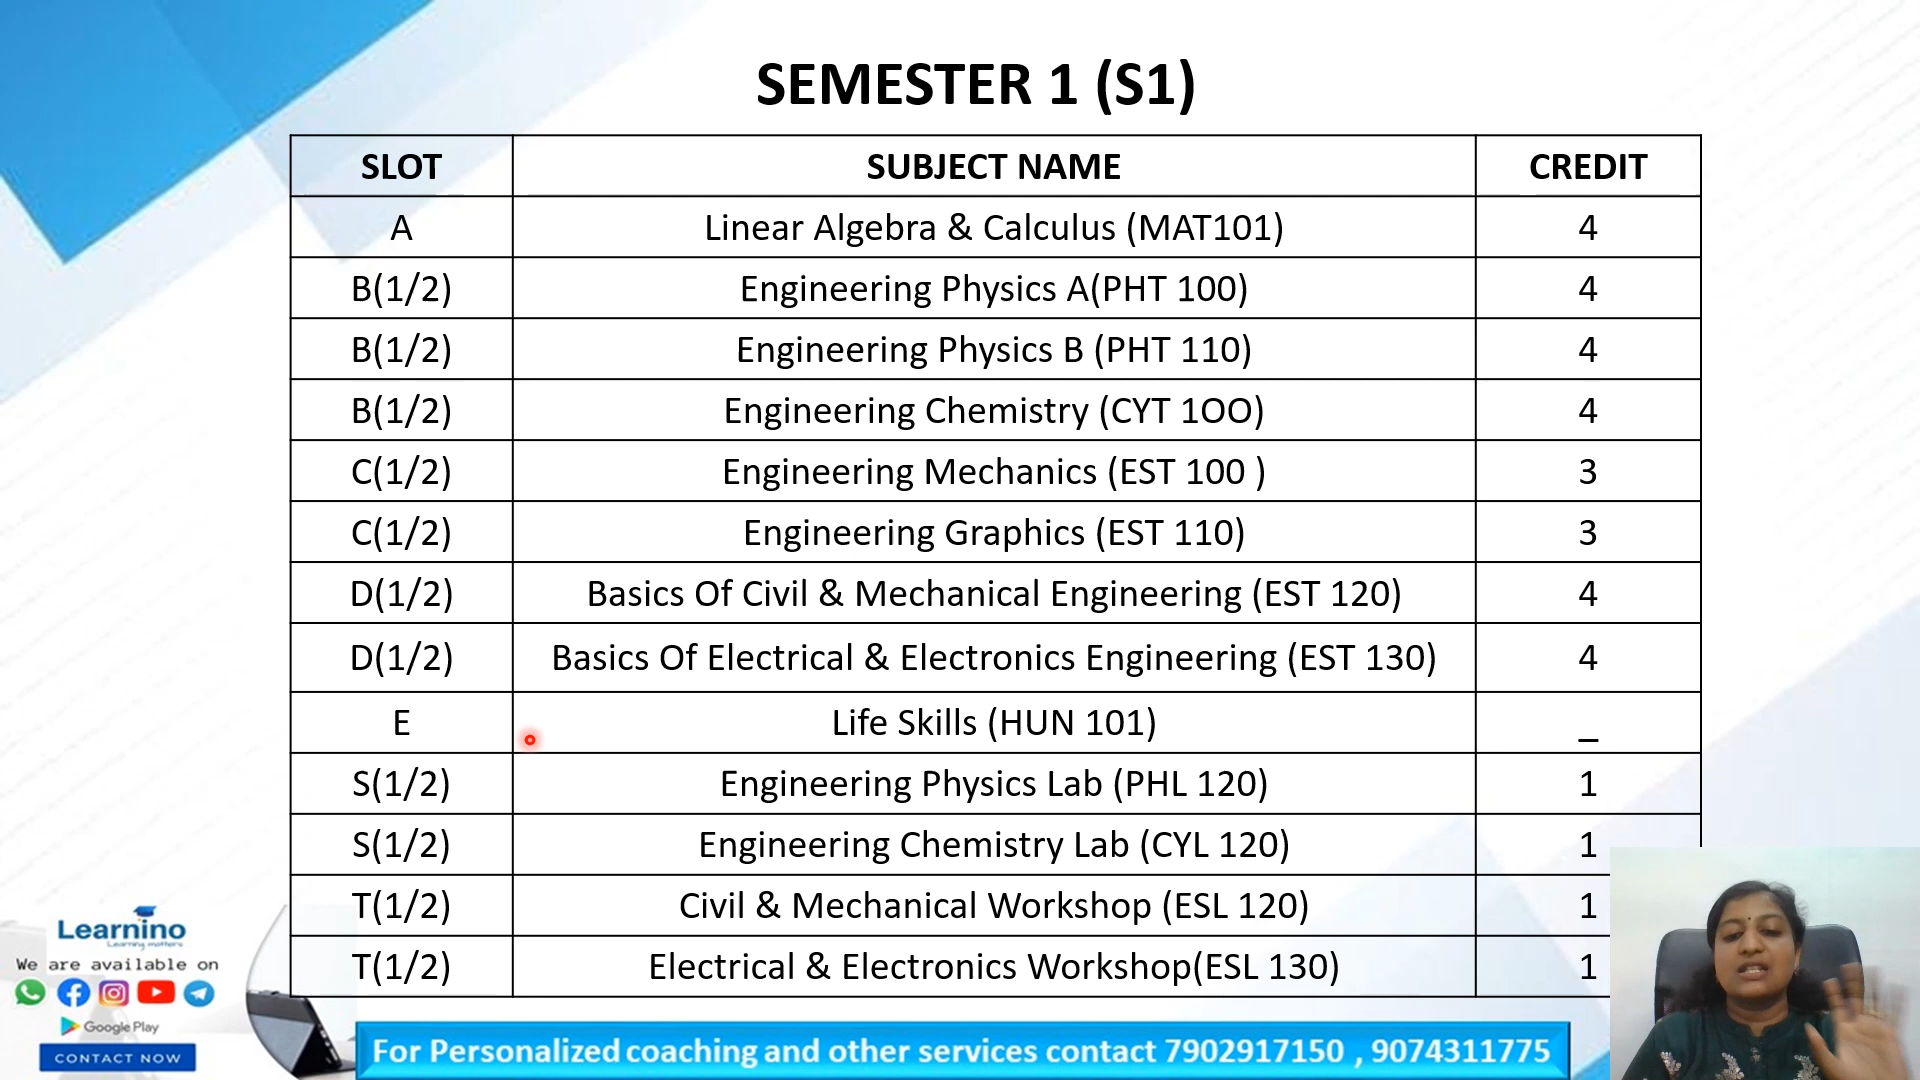 SEMESTER 1 (S1)
SLOT SUBJECT NAME CREDIT
A Linear Algebra & Calculus (MAT101) 4
B(1/2) Engineering Physics A(PHT 100) 4
B(1/2) Engineering Physics B (PHT 110) 4
B(1/2) Engineering Chemistry (CYT 1OO) 4
C(1/2) Engineering Mechanics (EST 100 ) 3
C(1/2) Engineering Graphics (EST 110) 3
D(1/2) Basics Of Civil & Mechanical Engineering (EST 120) 4
D(1/2) Basics Of Electrical & Electronics Engineering (EST 130) 4
E Life Skills (HUN 101) _
S(1/2) Engineering Physics Lab (PHL 120) 1
S(1/2) Engineering Chemistry Lab (CYL 120) 1
T(1/2) Civil & Mechanical Workshop (ESL 120) 1
T(1/2) Electrical & Electronics Workshop(ESL 130) 1
Learnino
Learning matters
We are available on
Google Play
CONTACT NOW
For Personalized coaching and other services contact 7902917150 , 9074311775